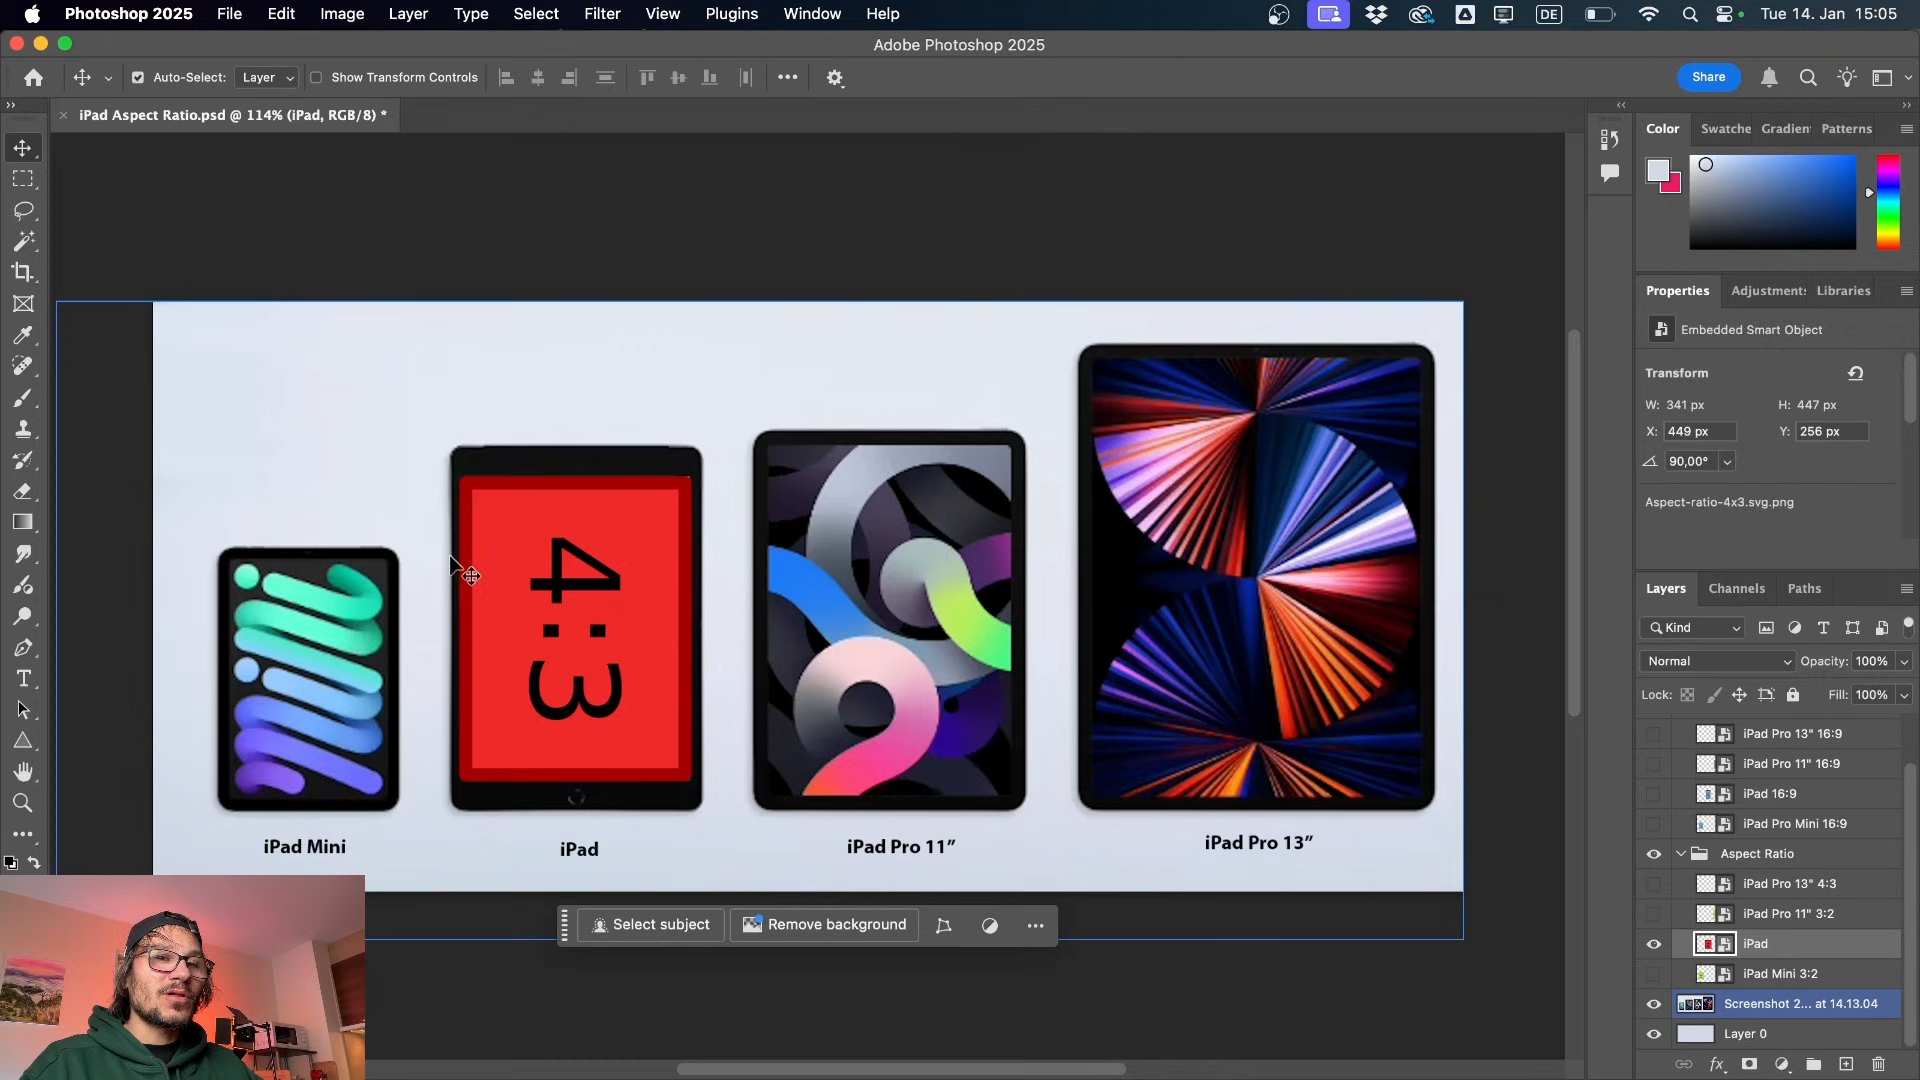 Photoshop 2025 File Edit Image Layer Type Select Filter View Plugins Window Help DE Tue 14. Jan 15:05
Adobe Photoshop 2025
Auto-Select: Layer Show Transform Controls Share
iPad Aspect Ratio.psd @ 114% (iPad, RGB/8) *
Color Swatche Gradien Patterns
Properties Adjustment: Libraries
Embedded Smart Object
Transform
W: 341 px H: 447 px
X: 449 px Y: 256 px
90,00°
Aspect-ratio-4x3.svg.png
4:3
iPad Mini
iPad
iPad Pro 11”
iPad Pro 13”
Select subject Remove background
Layers Channels Paths
Kind
Normal Opacity: 100%
Lock: Fill: 100%
iPad Pro 13" 16:9
iPad Pro 11" 16:9
iPad 16:9
iPad Pro Mini 16:9
Aspect Ratio
iPad Pro 13" 4:3
iPad Pro 11" 3:2
iPad
iPad Mini 3:2
Screenshot 2... at 14.13.04
Layer 0
fx